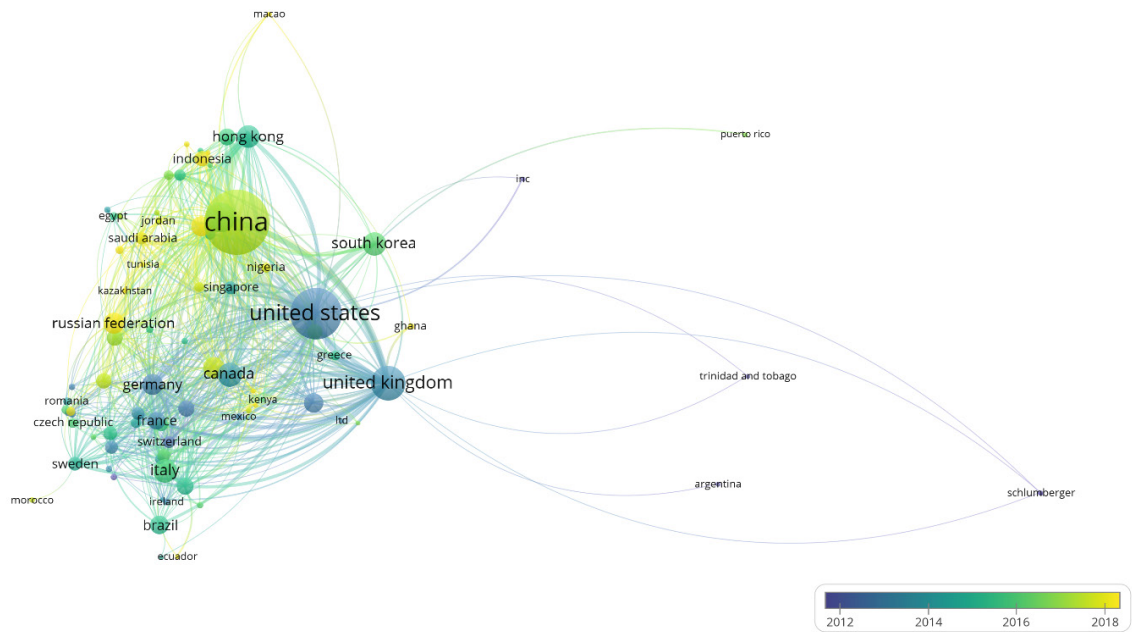 macao
hong kong
puerto rico
indonesia
inc
egypt
jordan
china
saudi arabia
south korea
tunisia
nigeria
kazakhstan
singapore
united states
russian federation
ghana
greece
canada
trinidad and tobago
germany
united kingdom
romania
kenya
mexico
czech republic
france
ltd
switzerland
sweden
italy
argentina
schlumberger
morocco
ireland
brazil
ecuador
2012
2014
2016
2018